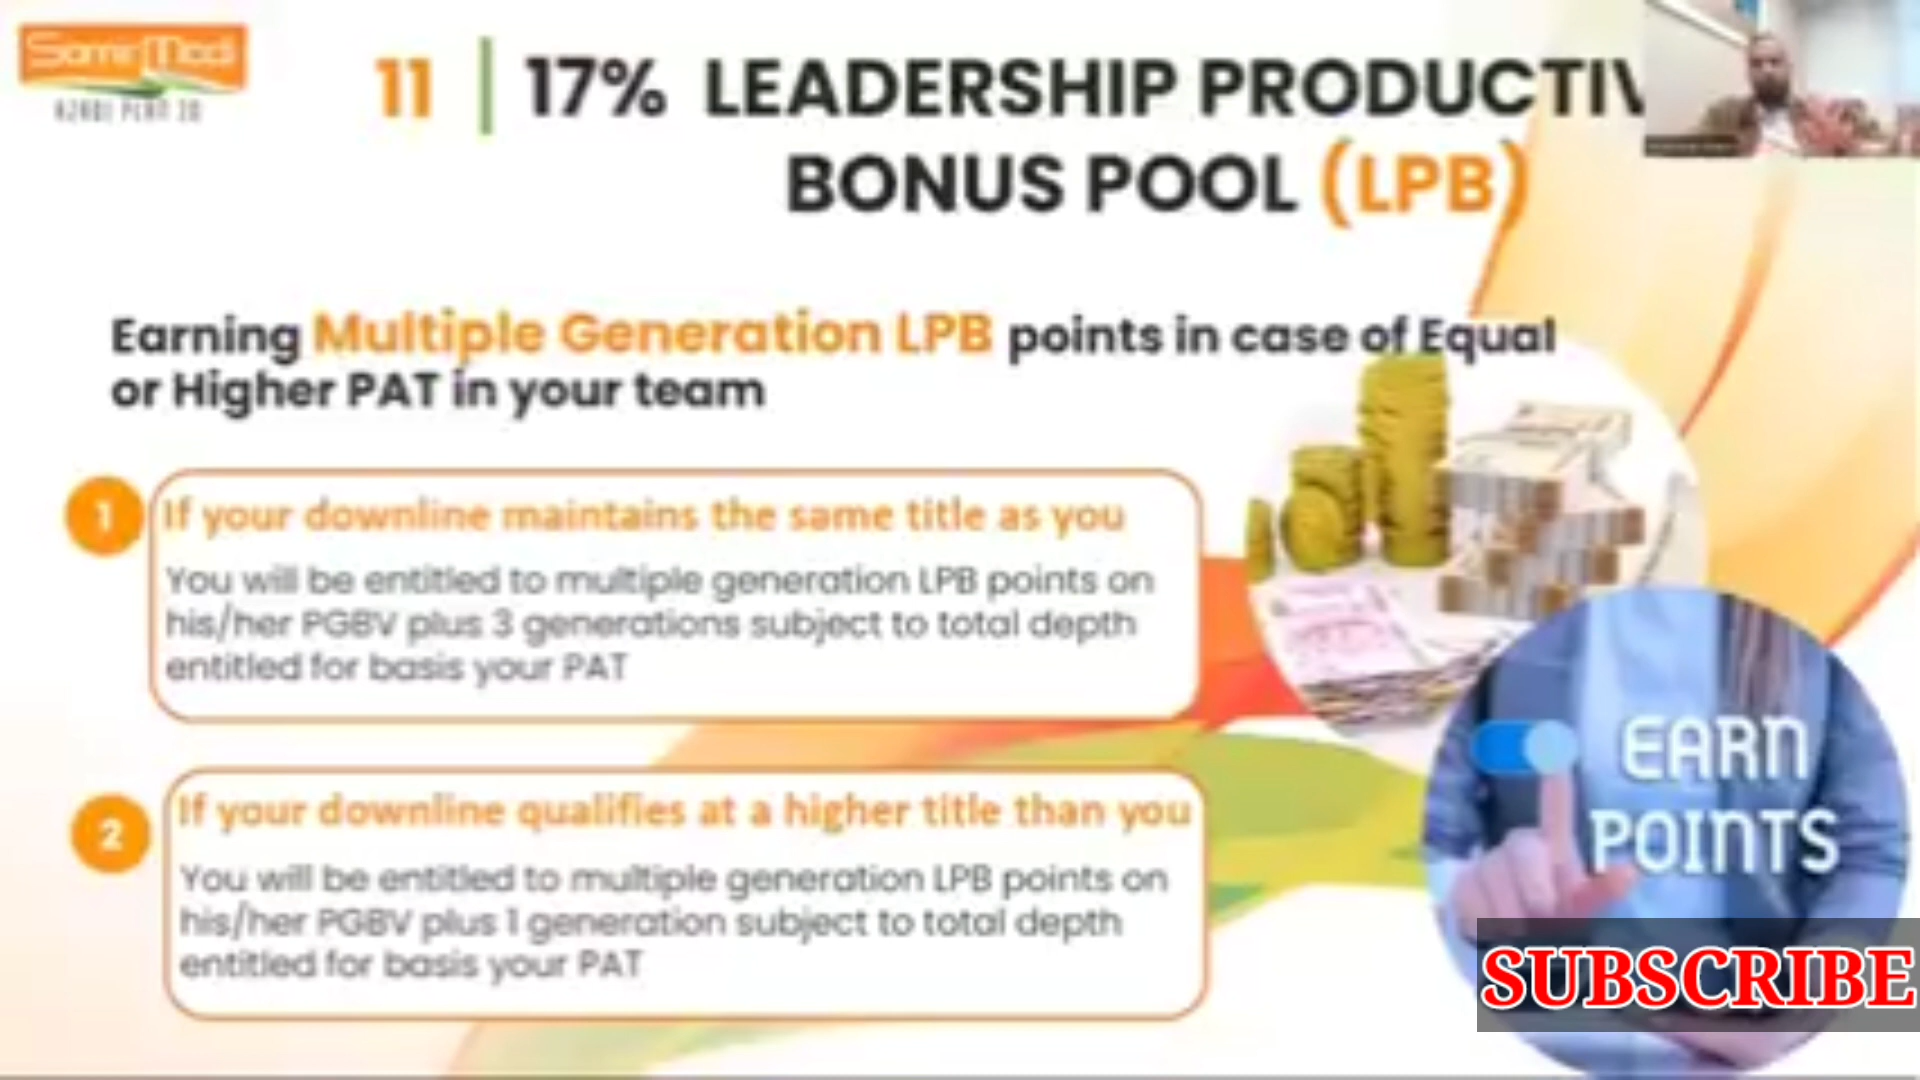 Samir Modi
AZADI PLAN 20
11 | 17% LEADERSHIP PRODUCTIV
BONUS POOL (LPB)
Earning Multiple Generation LPB points in case of Equal
or Higher PAT in your team
1
If your downline maintains the same title as you
You will be entitled to multiple generation LPB points on
his/her PGBV plus 3 generations subject to total depth
entitled for basis your PAT
2
If your downline qualifies at a higher title than you
You will be entitled to multiple generation LPB points on
his/her PGBV plus 1 generation subject to total depth
entitled for basis your PAT
EARN
POINTS
SUBSCRIBE